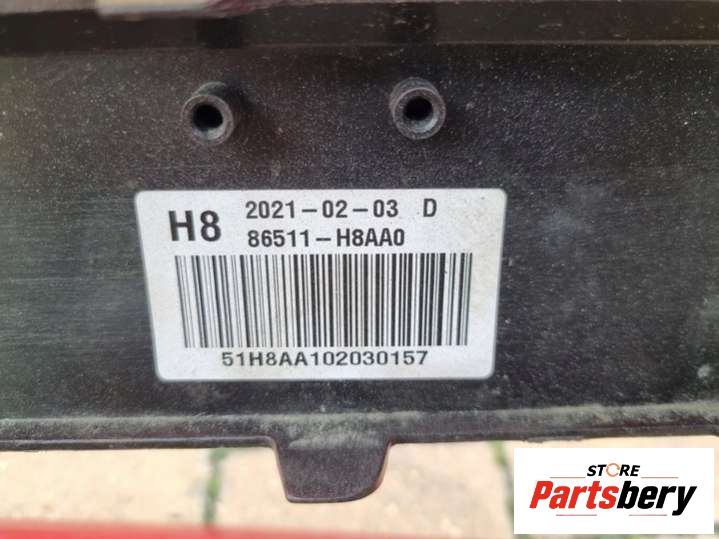 H8
2021-02-03 D
86511-H8AA0
51H8AA102030157
STORE
Partsbery